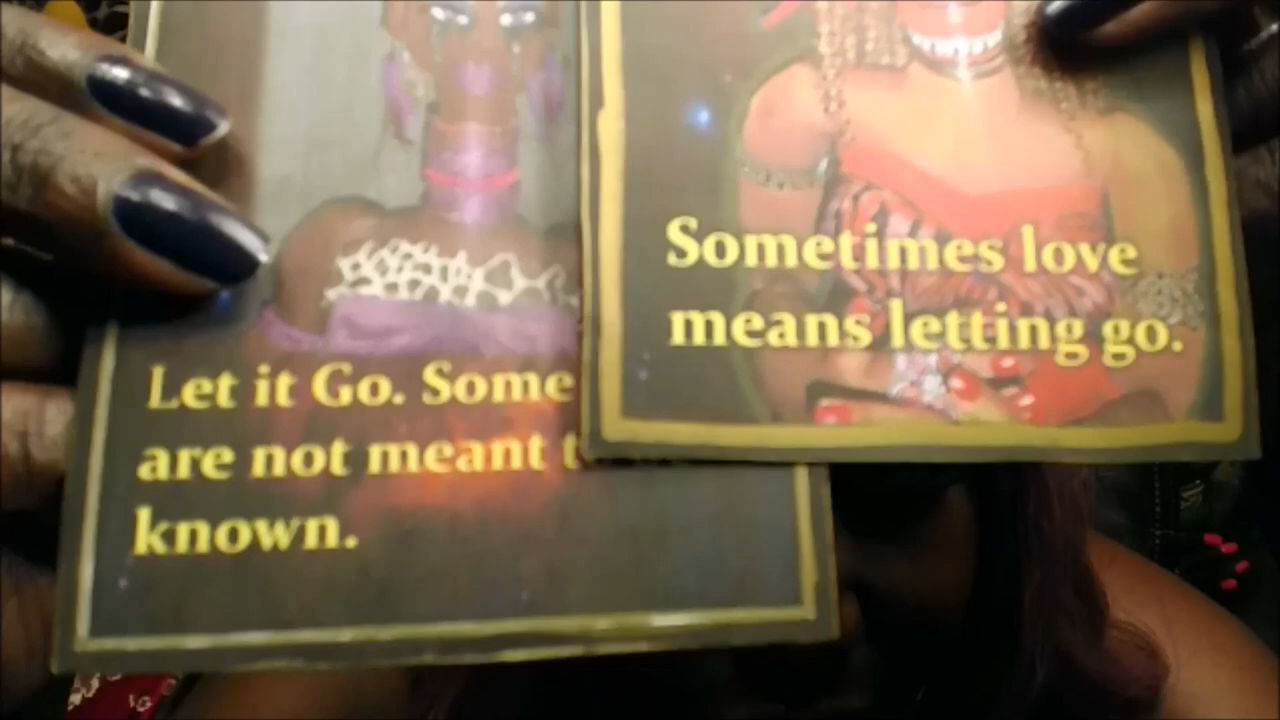 Let it Go. Some
are not meant
known.
Sometimes love
means letting go.